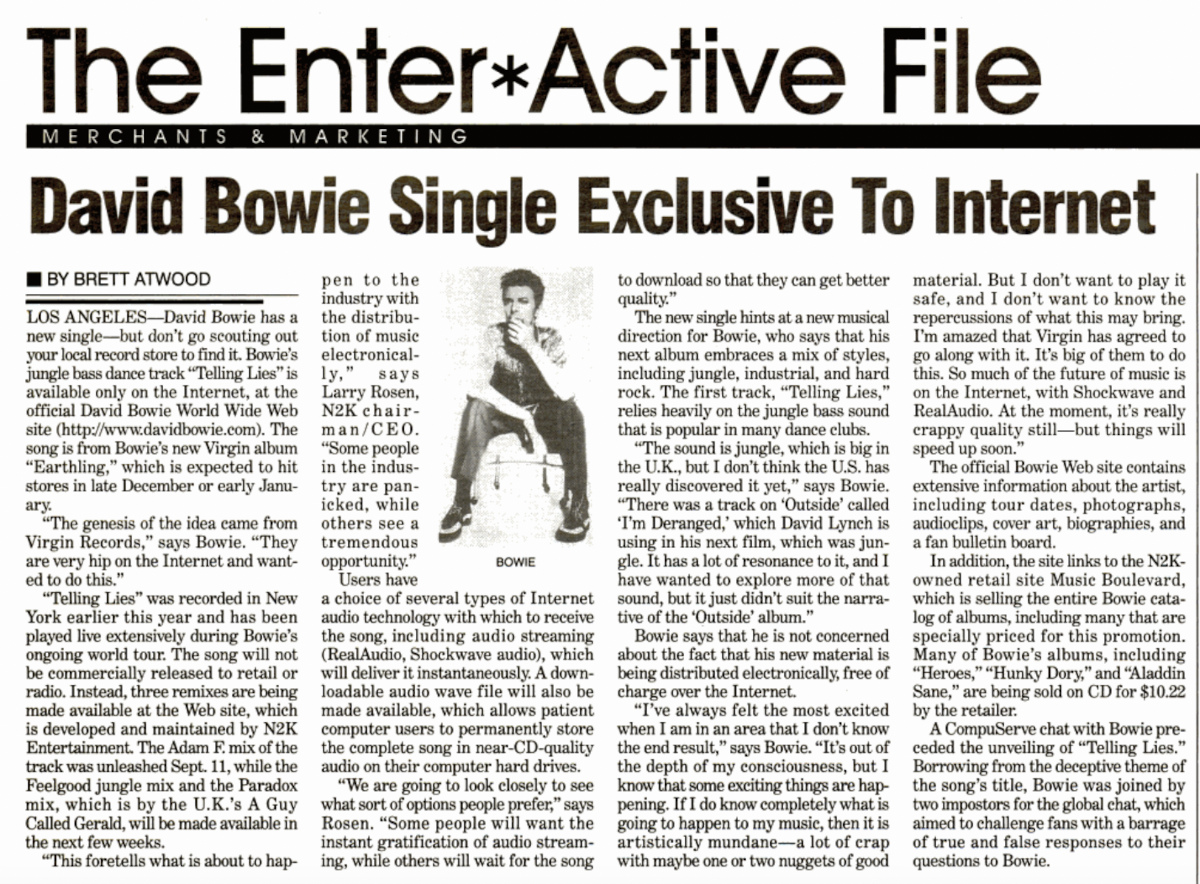 The Enter*Active File
MERCHANTS & MARKETING
David Bowie Single Exclusive To Internet
■ BY BRETT ATWOOD
LOS ANGELES—David Bowie has a
new single—but don't go scouting out
your local record store to find it. Bowie's
jungle bass dance track “Telling Lies” is
available only on the Internet, at the
official David Bowie World Wide Web
site (http://www.davidbowie.com). The
song is from Bowie's new Virgin album
“Earthling,” which is expected to hit
stores in late December or early Janu-
ary.
“The genesis of the idea came from
Virgin Records,” says Bowie. “They
are very hip on the Internet and want-
ed to do this.”
“Telling Lies” was recorded in New
York earlier this year and has been
played live extensively during Bowie's
ongoing world tour. The song will not
be commercially released to retail or
radio. Instead, three remixes are being
made available at the Web site, which
is developed and maintained by N2K
Entertainment. The Adam F. mix of the
track was unleashed Sept. 11, while the
Feelgood jungle mix and the Paradox
mix, which is by the U.K.'s A Guy
Called Gerald, will be made available in
the next few weeks.
“This foretells what is about to hap-
pen to the
industry with
the distribu-
tion of music
electronical-
ly,” says
Larry Rosen,
N2K chair-
man/CEO.
“Some people
in the indus-
try are pan-
icked, while
others see a
tremendous
opportunity.”
Users have
a choice of several types of Internet
audio technology with which to receive
the song, including audio streaming
(RealAudio, Shockwave audio), which
will deliver it instantaneously. A down-
loadable audio wave file will also be
made available, which allows patient
computer users to permanently store
the complete song in near-CD-quality
audio on their computer hard drives.
“We are going to look closely to see
what sort of options people prefer,” says
Rosen. “Some people will want the
instant gratification of audio stream-
ing, while others will wait for the song
BOWIE
to download so that they can get better
quality.”
The new single hints at a new musical
direction for Bowie, who says that his
next album embraces a mix of styles,
including jungle, industrial, and hard
rock. The first track, “Telling Lies,”
relies heavily on the jungle bass sound
that is popular in many dance clubs.
“The sound is jungle, which is big in
the U.K., but I don't think the U.S. has
really discovered it yet,” says Bowie.
“There was a track on ‘Outside’ called
‘I'm Deranged,’ which David Lynch is
using in his next film, which was jun-
gle. It has a lot of resonance to it, and I
have wanted to explore more of that
sound, but it just didn't suit the narra-
tive of the ‘Outside’ album.”
Bowie says that he is not concerned
about the fact that his new material is
being distributed electronically, free of
charge over the Internet.
“I've always felt the most excited
when I am in an area that I don't know
the end result,” says Bowie. “It's out of
the depth of my consciousness, but I
know that some exciting things are hap-
pening. If I do know completely what is
going to happen to my music, then it is
artistically mundane—a lot of crap
with maybe one or two nuggets of good
material. But I don't want to play it
safe, and I don't want to know the
repercussions of what this may bring.
I'm amazed that Virgin has agreed to
go along with it. It's big of them to do
this. So much of the future of music is
on the Internet, with Shockwave and
RealAudio. At the moment, it's really
crappy quality still—but things will
speed up soon.”
The official Bowie Web site contains
extensive information about the artist,
including tour dates, photographs,
audioclips, cover art, biographies, and
a fan bulletin board.
In addition, the site links to the N2K-
owned retail site Music Boulevard,
which is selling the entire Bowie cata-
log of albums, including many that are
specially priced for this promotion.
Many of Bowie's albums, including
“Heroes,” “Hunky Dory,” and “Aladdin
Sane,” are being sold on CD for $10.22
by the retailer.
A CompuServe chat with Bowie pre-
ceded the unveiling of “Telling Lies.”
Borrowing from the deceptive theme of
the song's title, Bowie was joined by
two impostors for the global chat, which
aimed to challenge fans with a barrage
of true and false responses to their
questions to Bowie.